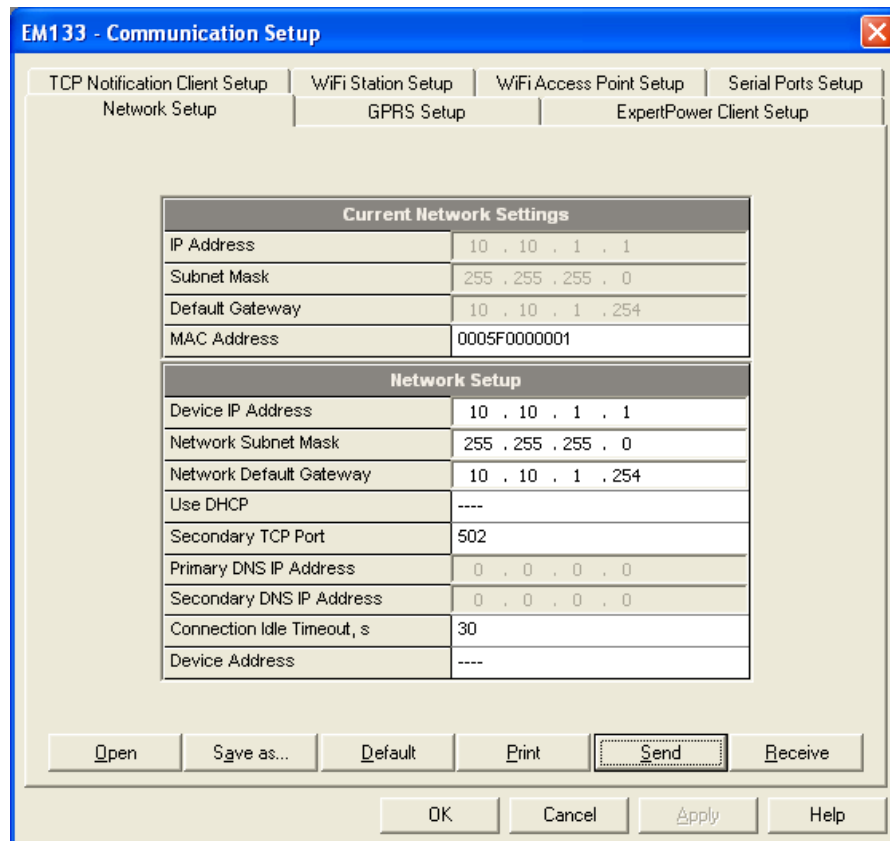 EM133 - Communication Setup
TCP Notification Client Setup WiFi Station Setup WiFi Access Point Setup Serial Ports Setup
Network Setup GPRS Setup ExpertPower Client Setup
Current Network Settings
IP Address 10 . 10 . 1 . 1
Subnet Mask 255 . 255 . 255 . 0
Default Gateway 10 . 10 . 1 . 254
MAC Address 0005F0000001
Network Setup
Device IP Address 10 . 10 . 1 . 1
Network Subnet Mask 255 . 255 . 255 . 0
Network Default Gateway 10 . 10 . 1 . 254
Use DHCP ----
Secondary TCP Port 502
Primary DNS IP Address 0 . 0 . 0 . 0
Secondary DNS IP Address 0 . 0 . 0 . 0
Connection Idle Timeout, s 30
Device Address ----
Open Save as... Default Print Send Receive
OK Cancel Apply Help